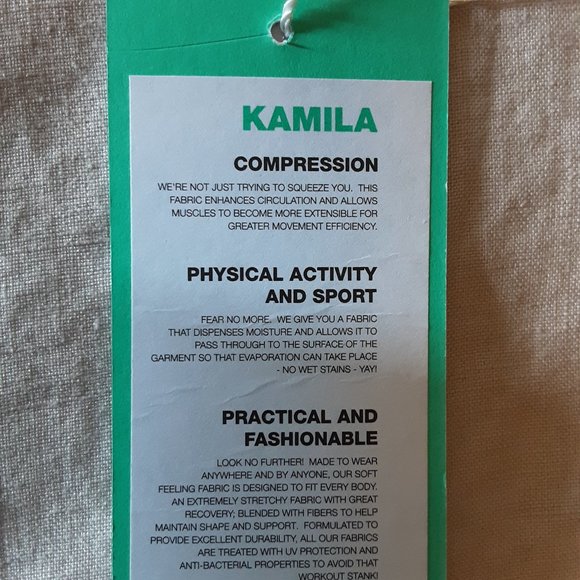 KAMILA
COMPRESSION
WE'RE NOT JUST TRYING TO SQUEEZE YOU. THIS
FABRIC ENHANCES CIRCULATION AND ALLOWS
MUSCLES TO BECOME MORE EXTENSIBLE FOR
GREATER MOVEMENT EFFICIENCY.
PHYSICAL ACTIVITY
AND SPORT
FEAR NO MORE. WE GIVE YOU A FABRIC
THAT DISPENSES MOISTURE AND ALLOWS IT TO
PASS THROUGH TO THE SURFACE OF THE
GARMENT SO THAT EVAPORATION CAN TAKE PLACE
- NO WET STAINS - YAY!
PRACTICAL AND
FASHIONABLE
LOOK NO FURTHER! MADE TO WEAR
ANYWHERE AND BY ANYONE, OUR SOFT
FEELING FABRIC IS DESIGNED TO FIT EVERY BODY.
AN EXTREMELY STRETCHY FABRIC WITH GREAT
RECOVERY; BLENDED WITH FIBERS TO HELP
MAINTAIN SHAPE AND SUPPORT. FORMULATED TO
PROVIDE EXCELLENT DURABILITY, ALL OUR FABRICS
ARE TREATED WITH UV PROTECTION AND
ANTI-BACTERIAL PROPERTIES TO AVOID THAT
WORKOUT STANK!